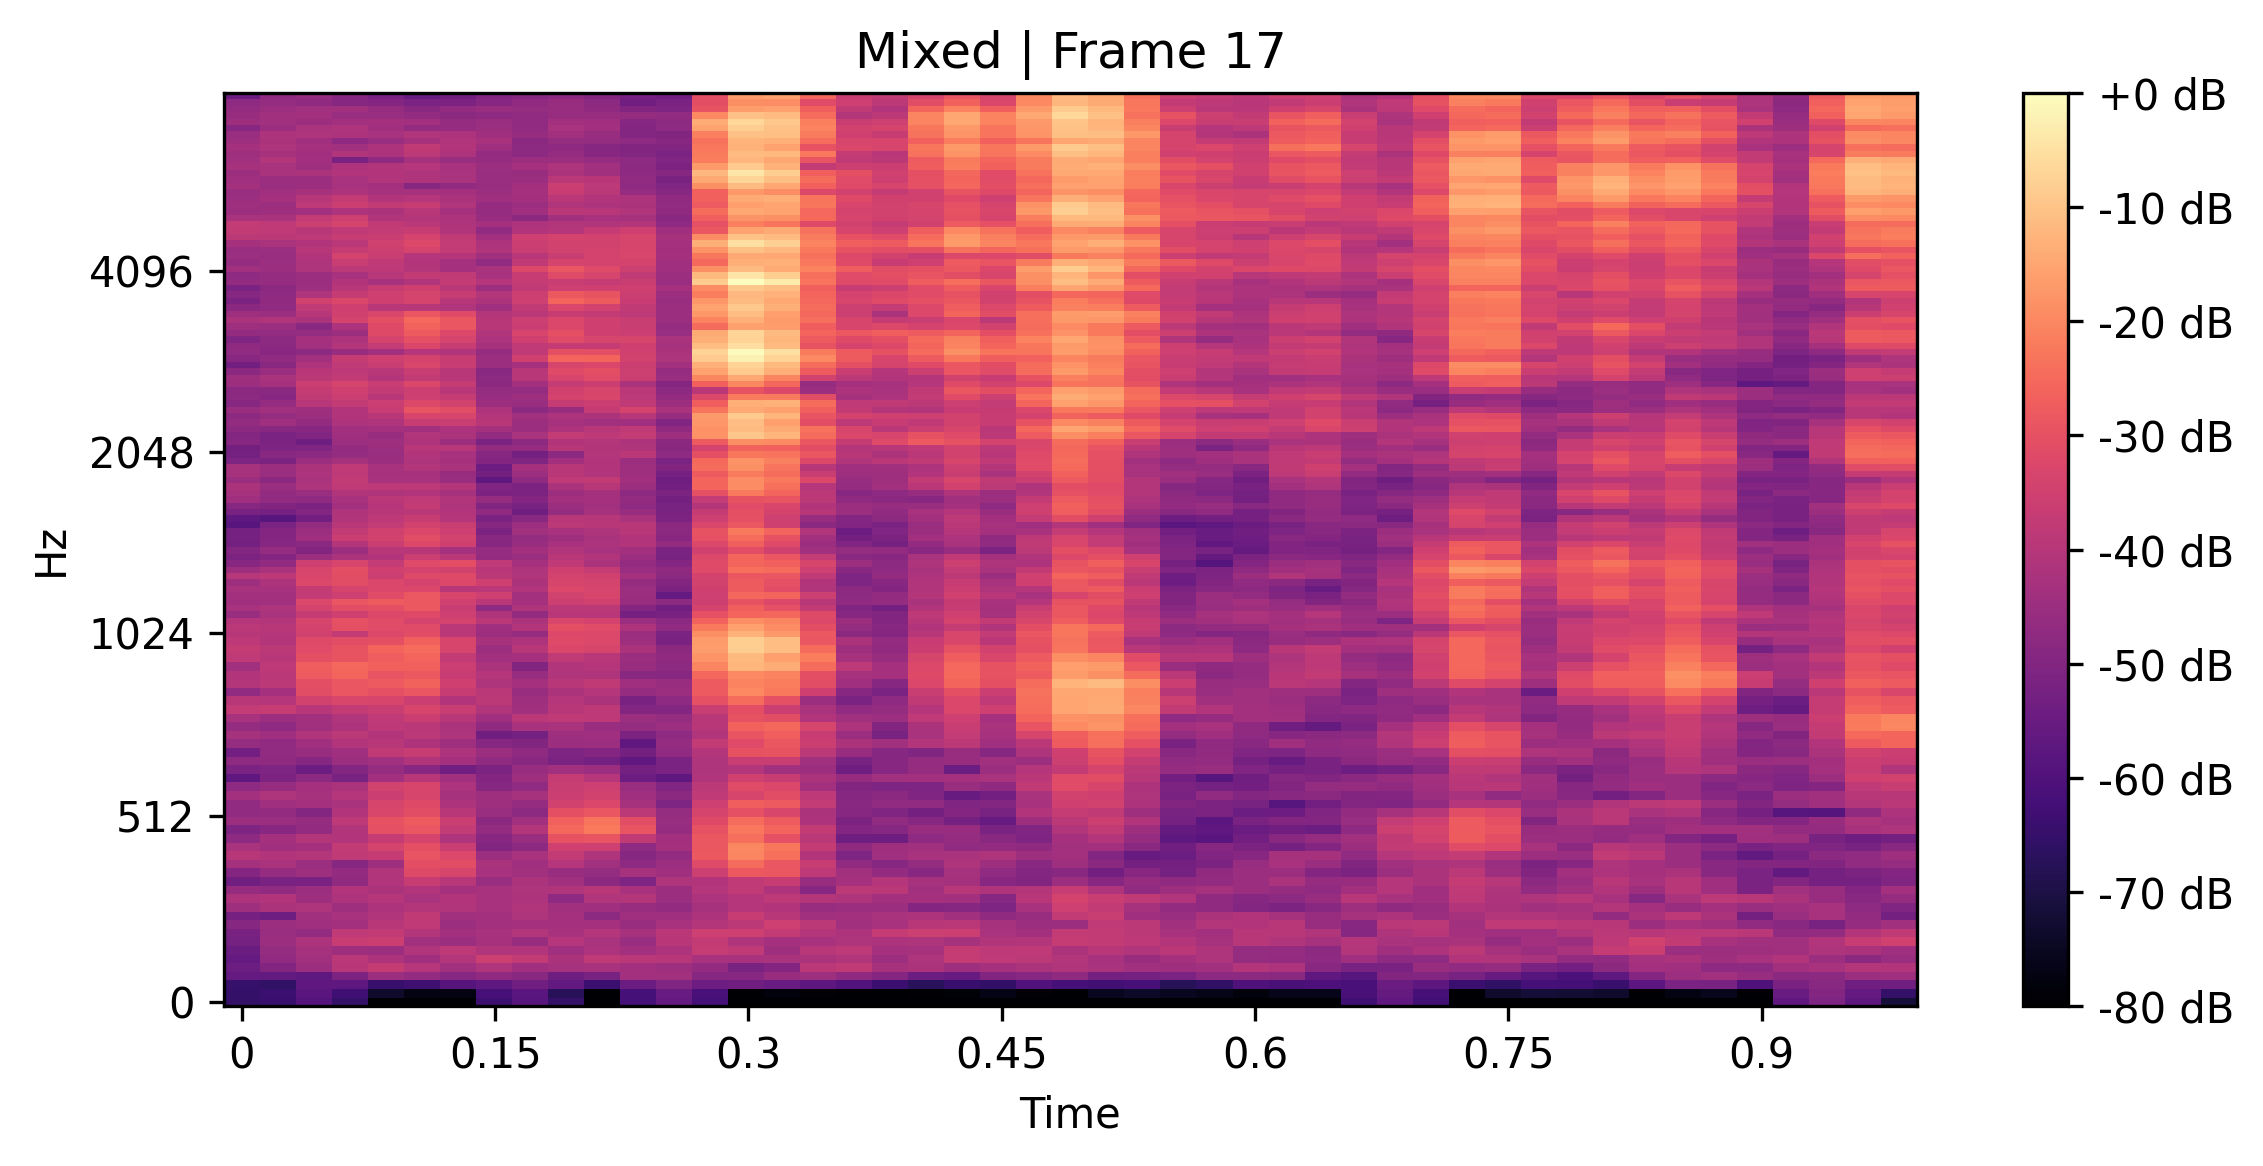 Mixed | Frame 17
Hz
4096
2048
1024
512
0
0 0.15 0.3 0.45 0.6 0.75 0.9
Time
+0 dB
-10 dB
-20 dB
-30 dB
-40 dB
-50 dB
-60 dB
-70 dB
-80 dB